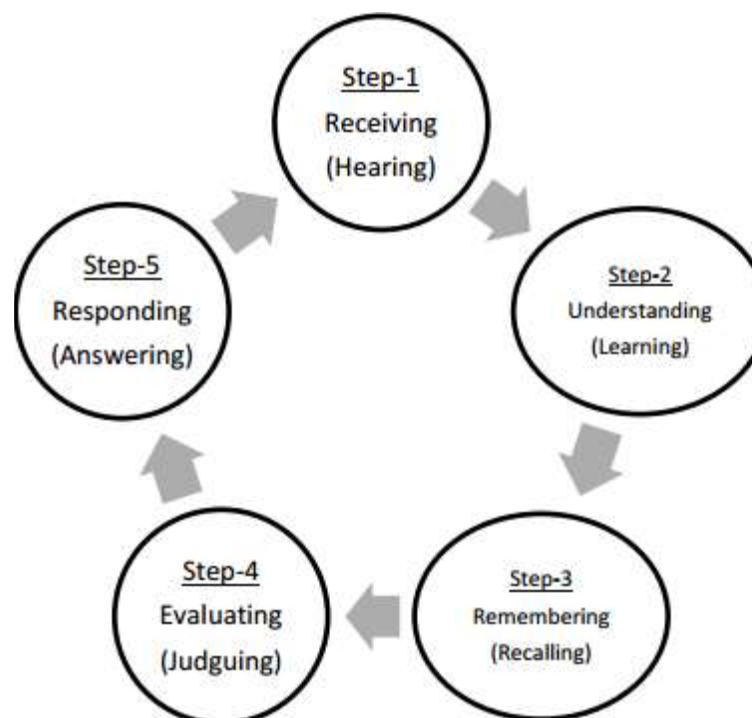 Step-1
Receiving
(Hearing)
Step-2
Understanding
(Learning)
Step-3
Remembering
(Recalling)
Step-4
Evaluating
(Judguing)
Step-5
Responding
(Answering)